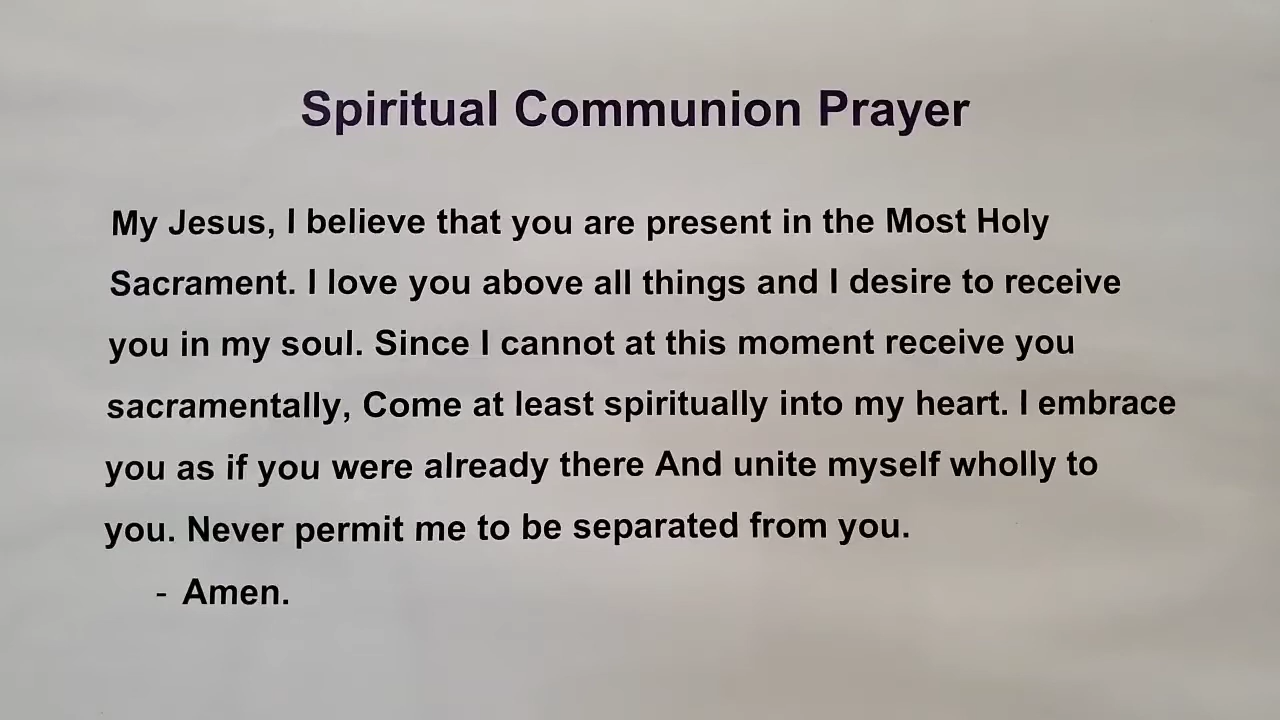 Spiritual Communion Prayer
My Jesus, I believe that you are present in the Most Holy
Sacrament. I love you above all things and I desire to receive
you in my soul. Since I cannot at this moment receive you
sacramentally, Come at least spiritually into my heart. I embrace
you as if you were already there And unite myself wholly to
you. Never permit me to be separated from you.
- Amen.